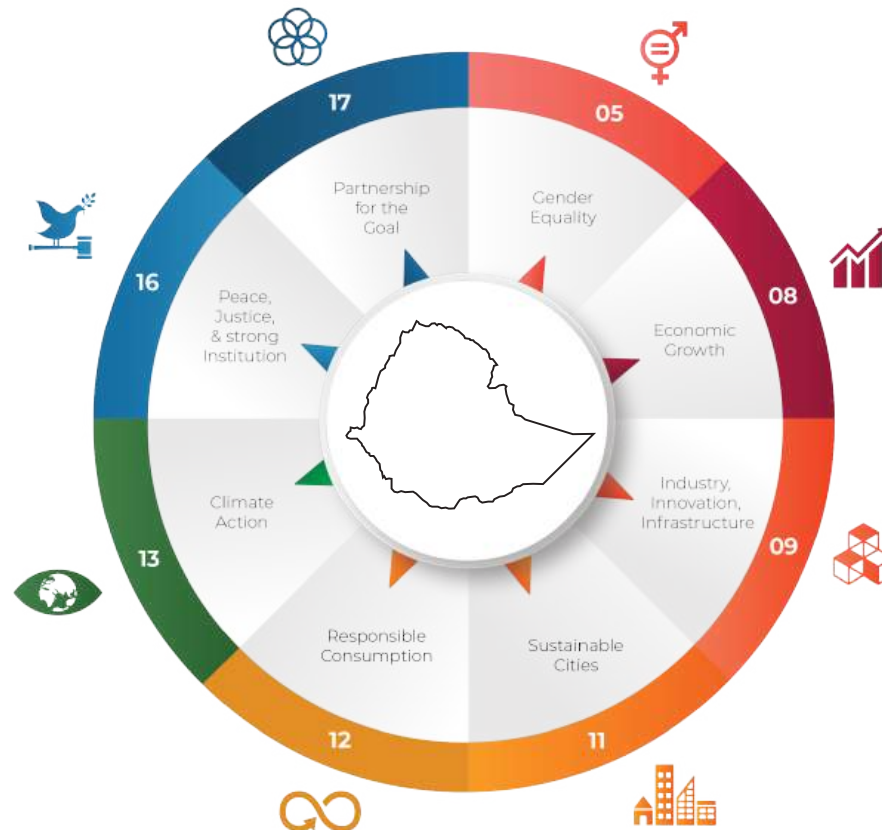 05
Gender
Equality
08
Economic
Growth
09
Industry,
Innovation,
Infrastructure
11
Sustainable
Cities
12
Responsible
Consumption
13
Climate
Action
16
Peace,
Justice,
& strong
Institution
17
Partnership
for the
Goal